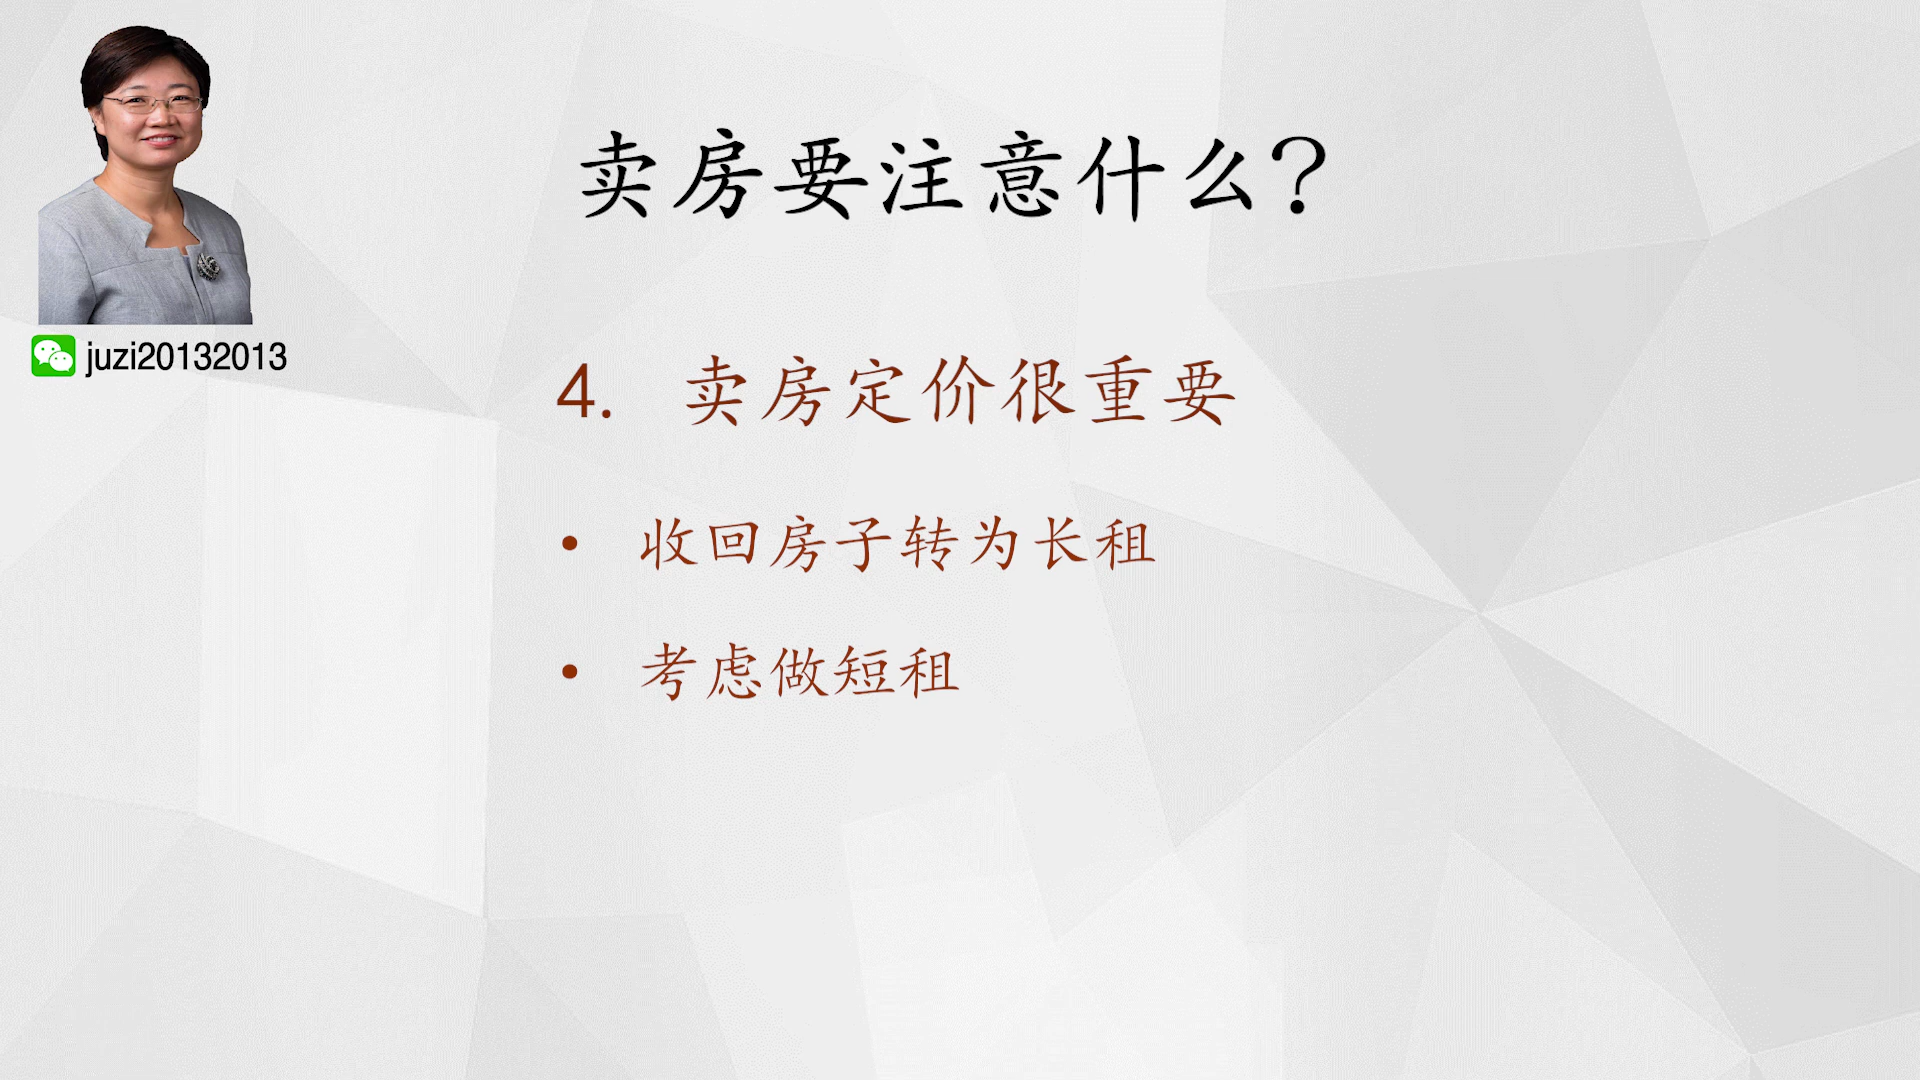 卖房要注意什么?
juzi20132013
4. 卖房定价很重要
• 收回房子转为长租
• 考虑做短租